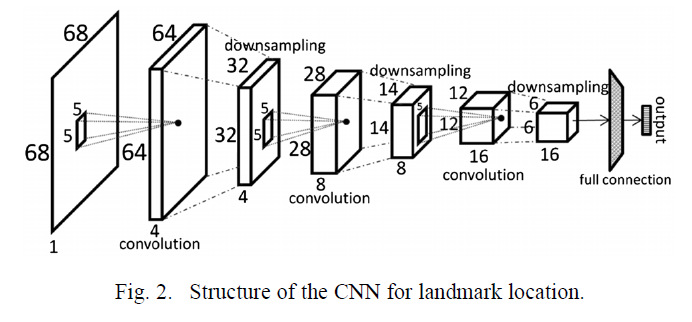 68
68
5
5
1
64
64
4
convolution
downsampling
32
32
5
5
4
28
28
8
convolution
downsampling
14
14
5
8
12
12
16
convolution
downsampling
6
6
16
full connection
output
Fig. 2. Structure of the CNN for landmark location.